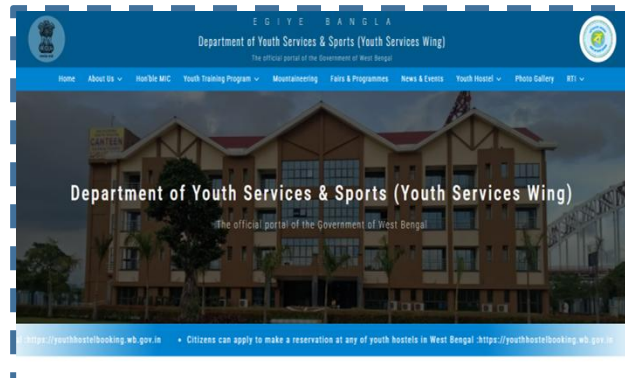 EGIYE BANGLA
Department of Youth Services & Sports (Youth Services Wing)
The official portal of the Government of West Bengal
Home About Us Hon'ble MIC Youth Training Program Mountaineering Fairs & Programmes News & Events Youth Hostel Photo Gallery RTI
CANTEEN
Department of Youth Services & Sports (Youth Services Wing)
The official portal of the Government of West Bengal
:https://youthhostelbooking.wb.gov.in • Citizens can apply to make a reservation at any of youth hostels in West Bengal :https://youthhostelbooking.wb.gov.in